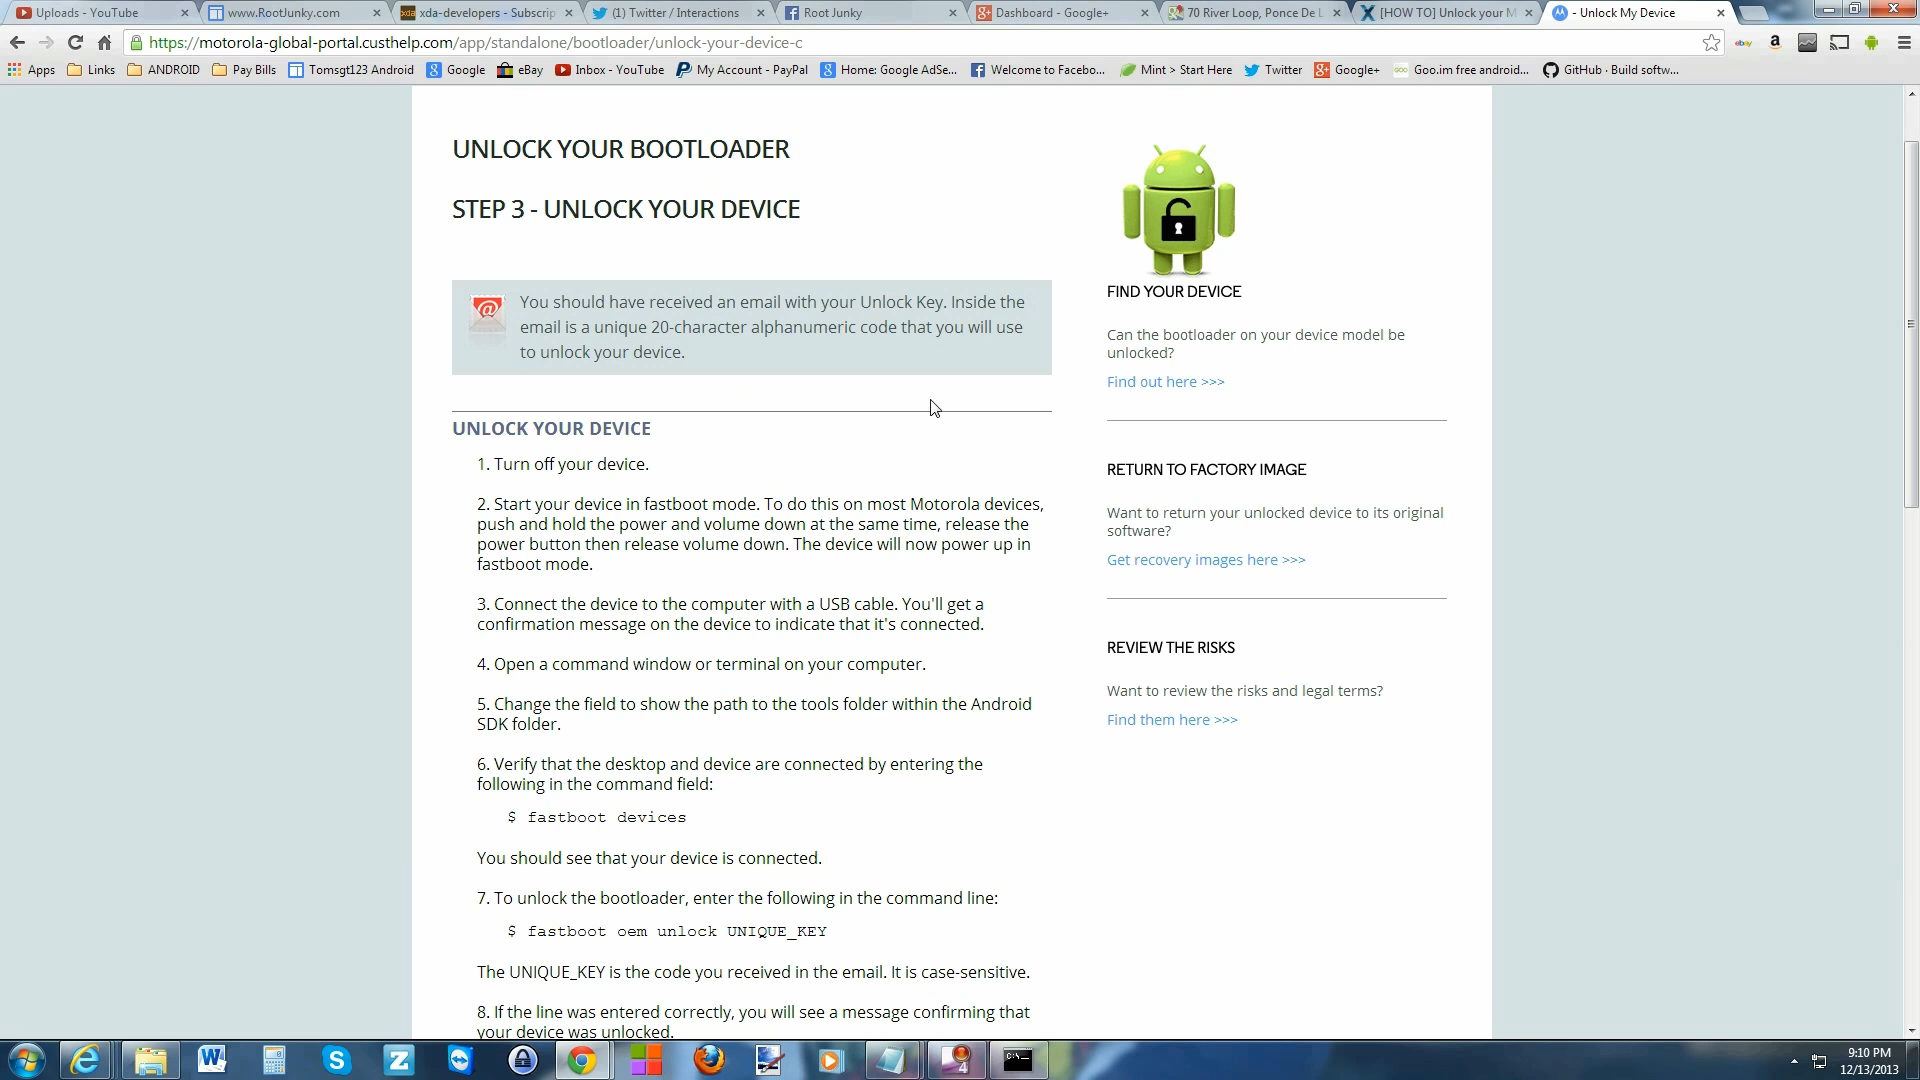 Uploads - YouTube
www.RootJunky.com
xda-developers - Subscrip
(1) Twitter / Interactions
Root Junky
Dashboard - Google+
70 River Loop, Ponce De L
[HOW TO] Unlock your M
- Unlock My Device
https://motorola-global-portal.custhelp.com/app/standalone/bootloader/unlock-your-device-c
Apps
Links
ANDROID
Pay Bills
Tomsgt123 Android
Google
eBay
Inbox - YouTube
My Account - PayPal
Home: Google AdSe...
Welcome to Facebo...
Mint > Start Here
Twitter
Google+
Goo.im free android...
GitHub · Build softw...
UNLOCK YOUR BOOTLOADER
STEP 3 - UNLOCK YOUR DEVICE
You should have received an email with your Unlock Key. Inside the
email is a unique 20-character alphanumeric code that you will use
to unlock your device.
UNLOCK YOUR DEVICE
1. Turn off your device.
2. Start your device in fastboot mode. To do this on most Motorola devices,
push and hold the power and volume down at the same time, release the
power button then release volume down. The device will now power up in
fastboot mode.
3. Connect the device to the computer with a USB cable. You'll get a
confirmation message on the device to indicate that it's connected.
4. Open a command window or terminal on your computer.
5. Change the field to show the path to the tools folder within the Android
SDK folder.
6. Verify that the desktop and device are connected by entering the
following in the command field:
$ fastboot devices
You should see that your device is connected.
7. To unlock the bootloader, enter the following in the command line:
$ fastboot oem unlock UNIQUE_KEY
The UNIQUE_KEY is the code you received in the email. It is case-sensitive.
8. If the line was entered correctly, you will see a message confirming that
your device was unlocked.
FIND YOUR DEVICE
Can the bootloader on your device model be
unlocked?
Find out here >>>
RETURN TO FACTORY IMAGE
Want to return your unlocked device to its original
software?
Get recovery images here >>>
REVIEW THE RISKS
Want to review the risks and legal terms?
Find them here >>>
9:10 PM
12/13/2013